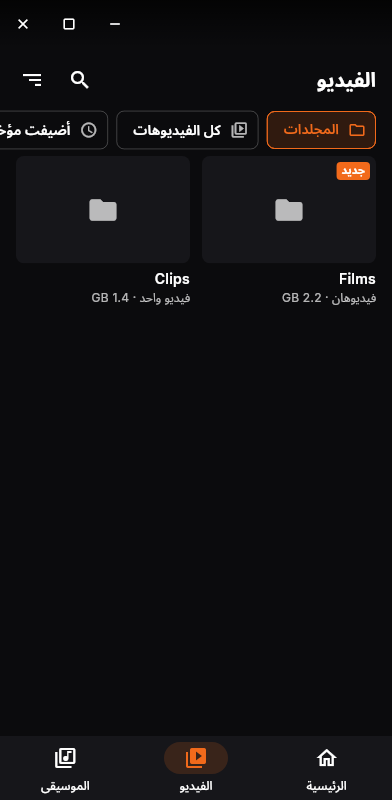 الفيديو
المجلدات
كل الفيديوهات
أضيفت
جديد
Films
فيديوهان · 2.2 GB
Clips
فيديو واحد · 1.4 GB
الرئيسية
الفيديو
الموسيقى